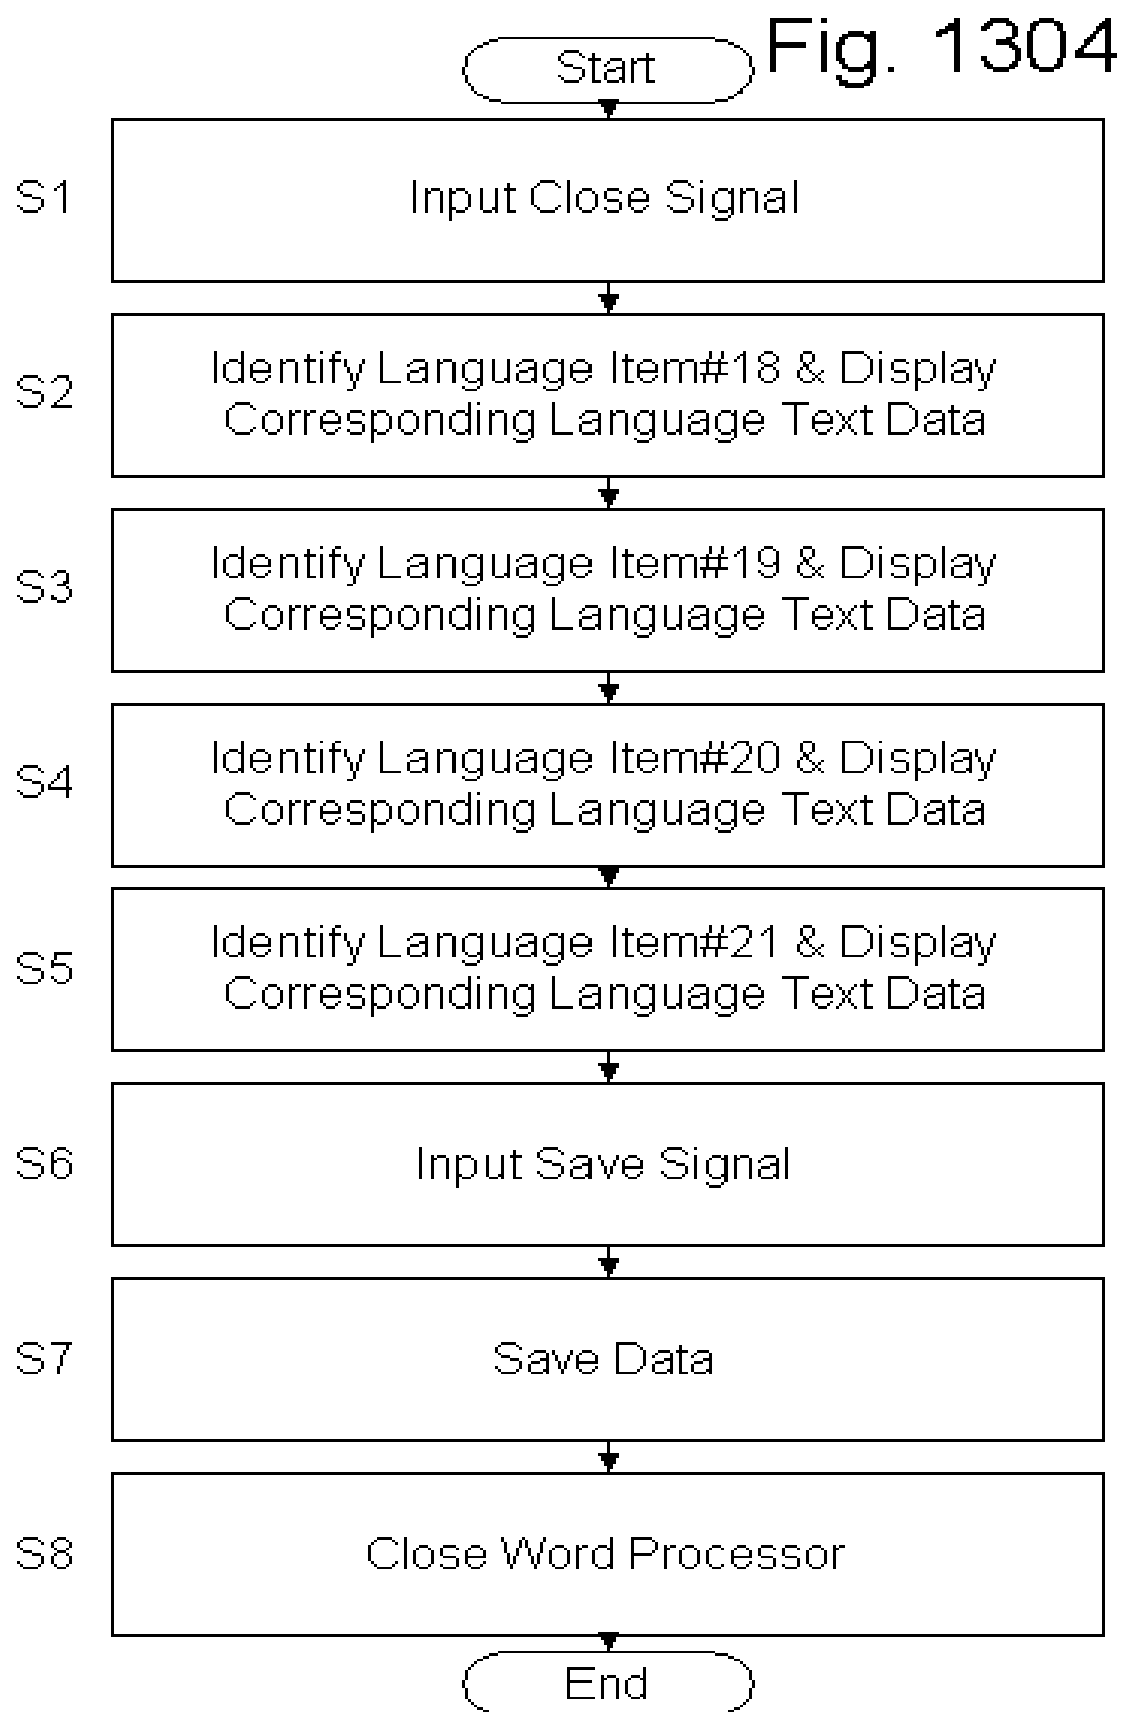 Fig. 1304
Start
S1
Input Close Signal
S2
Identify Language Item#18 & Display
Corresponding Language Text Data
S3
Identify Language Item#19 & Display
Corresponding Language Text Data
S4
Identify Language Item#20 & Display
Corresponding Language Text Data
S5
Identify Language Item#21 & Display
Corresponding Language Text Data
S6
Input Save Signal
S7
Save Data
S8
Close Word Processor
End